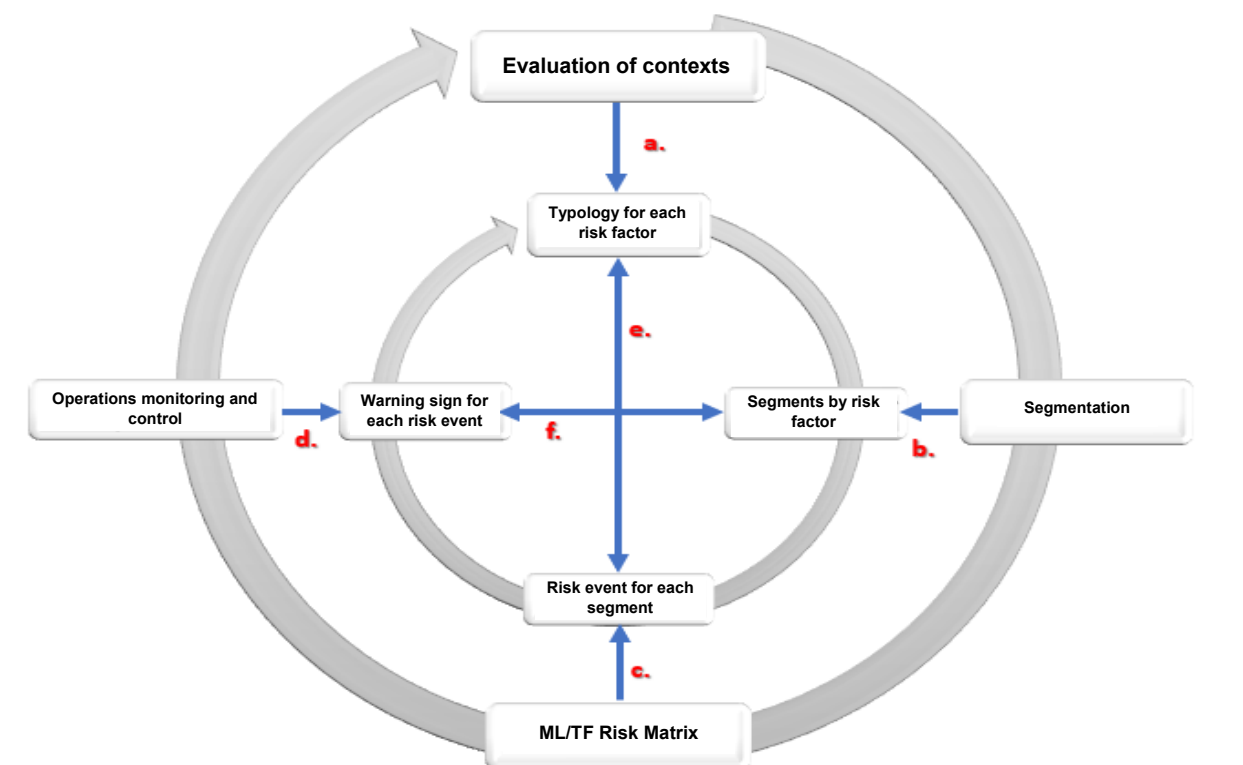 Evaluation of contexts
a.
Typology for each
risk factor
e.
Operations monitoring and
control
d.
Warning sign for
each risk event
f.
Segments by risk
factor
b.
Segmentation
Risk event for each
segment
c.
ML/TF Risk Matrix